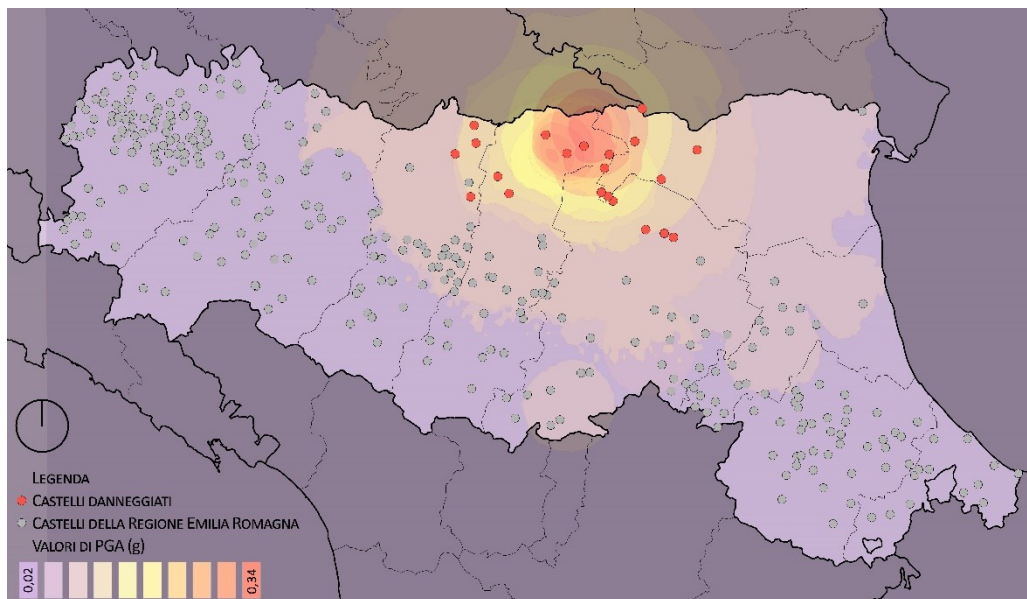 LEGENDA
CASTELLI DANNEGGIATI
CASTELLI DELLA REGIONE EMILIA ROMAGNA
VALORI DI PGA (g)
0,02
0,34